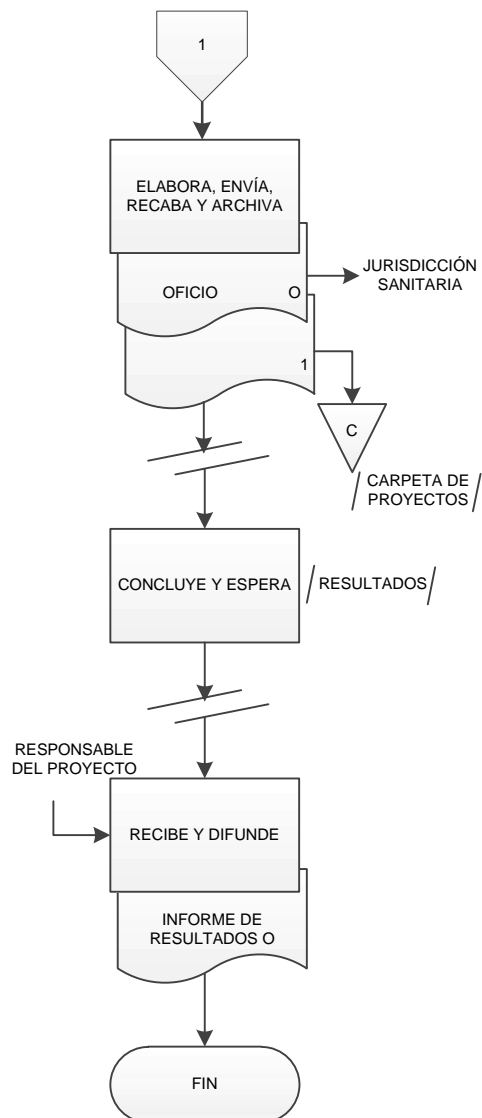 1
ELABORA, ENVÍA,
RECABA Y ARCHIVA
OFICIO O
JURISDICCIÓN
SANITARIA
1
C
CARPETA DE
PROYECTOS
CONCLUYE Y ESPERA
RESULTADOS
RESPONSABLE
DEL PROYECTO
RECIBE Y DIFUNDE
INFORME DE
RESULTADOS O
FIN